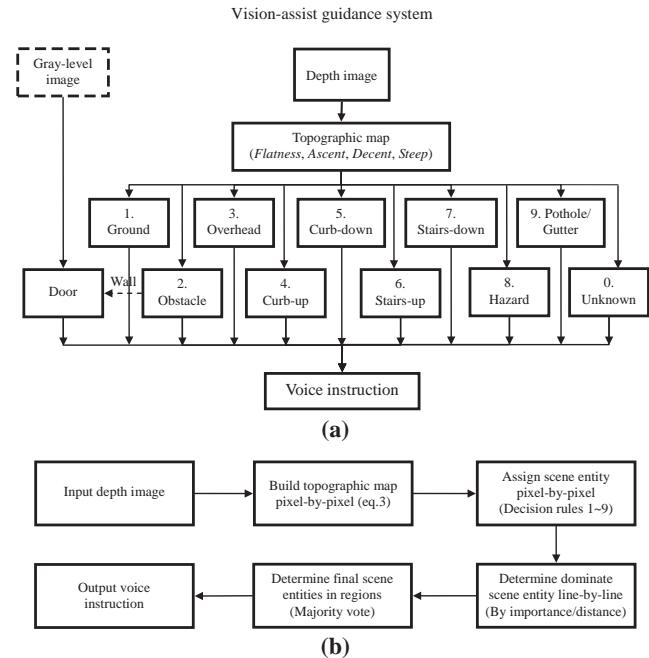 Vision-assist guidance system
Gray-level
image
Depth image
Topographic map
(Flatness, Ascent, Decent, Steep)
1.
Ground
3.
Overhead
5.
Curb-down
7.
Stairs-down
9. Pothole/
Gutter
Door
Wall
2.
Obstacle
4.
Curb-up
6.
Stairs-up
8.
Hazard
0.
Unknown
Voice instruction
(a)
Input depth image
Build topographic map
pixel-by-pixel (eq.3)
Assign scene entity
pixel-by-pixel
(Decision rules 1~9)
Output voice
instruction
Determine final scene
entities in regions
(Majority vote)
Determine dominate
scene entity line-by-line
(By importance/distance)
(b)